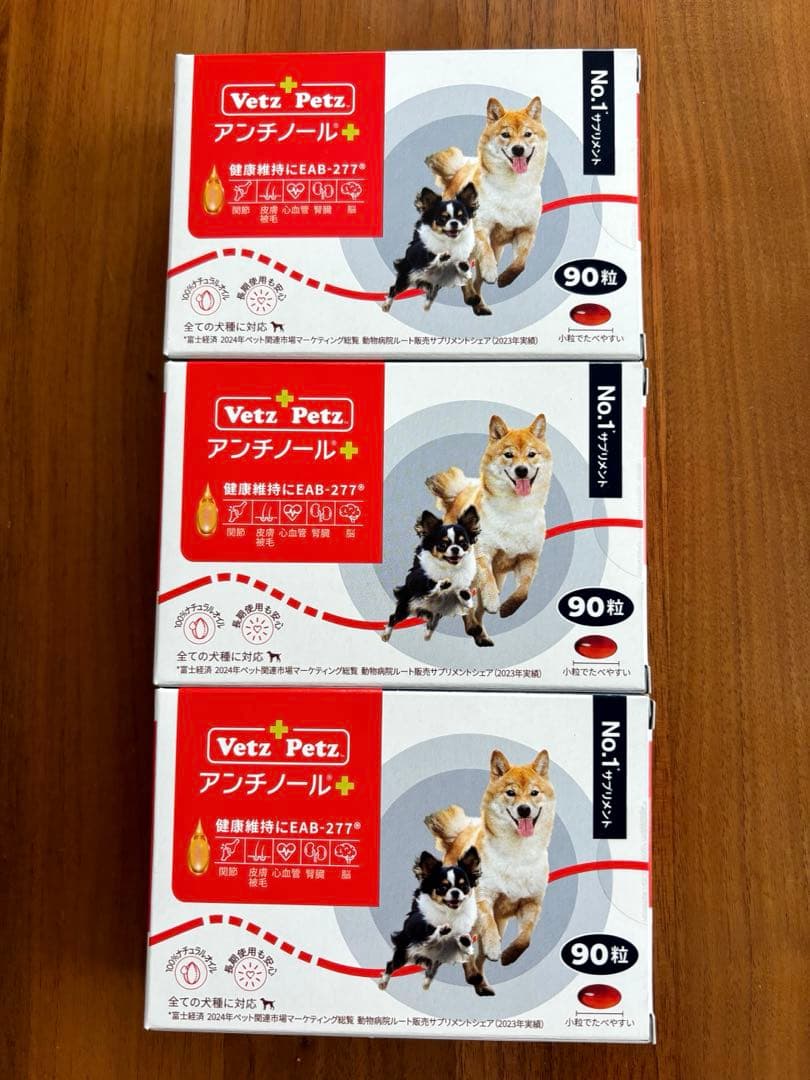 Vetz Petz™
アンチノール®+
No.1*サプリメント
健康維持にEAB-277®
関節 皮膚被毛 心血管 腎臓 脳
100%ナチュラルオイル
長期使用も安心
90粒
全ての犬種に対応
小粒でたべやすい
*富士経済 2024年ペット関連市場マーケティング総覧 動物病院ルート販売サプリメントシェア(2023年実績)
Vetz Petz™
アンチノール®+
No.1*サプリメント
健康維持にEAB-277®
関節 皮膚被毛 心血管 腎臓 脳
100%ナチュラルオイル
長期使用も安心
90粒
全ての犬種に対応
小粒でたべやすい
*富士経済 2024年ペット関連市場マーケティング総覧 動物病院ルート販売サプリメントシェア(2023年実績)
Vetz Petz™
アンチノール®+
No.1*サプリメント
健康維持にEAB-277®
関節 皮膚被毛 心血管 腎臓 脳
100%ナチュラルオイル
長期使用も安心
90粒
全ての犬種に対応
小粒でたべやすい
*富士経済 2024年ペット関連市場マーケティング総覧 動物病院ルート販売サプリメントシェア(2023年実績)